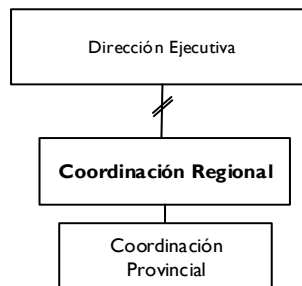 Dirección Ejecutiva
Coordinación Regional
Coordinación
Provincial